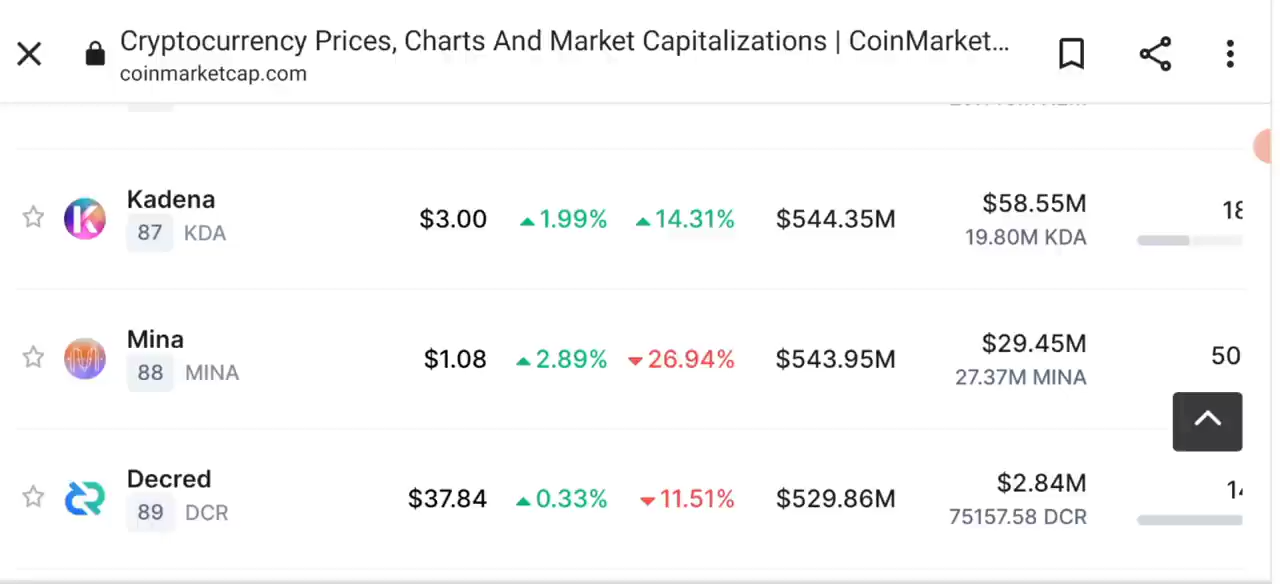 Cryptocurrency Prices, Charts And Market Capitalizations | CoinMarket...
coinmarketcap.com
Kadena
87 KDA
$3.00 1.99% 14.31% $544.35M
$58.55M
19.80M KDA
18
Mina
88 MINA
$1.08 2.89% 26.94% $543.95M
$29.45M
27.37M MINA
50
Decred
89 DCR
$37.84 0.33% 11.51% $529.86M
$2.84M
75157.58 DCR